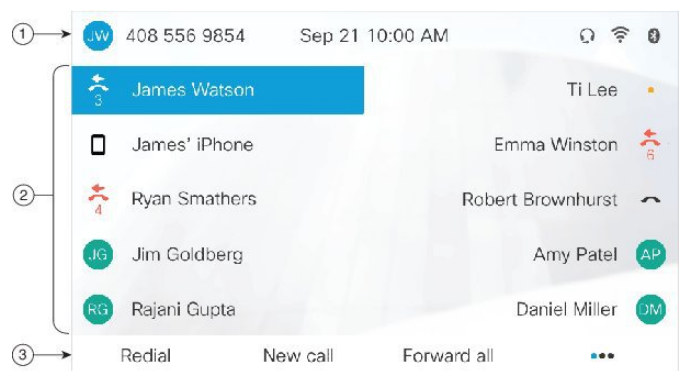 1 JW 408 556 9854 Sep 21 10:00 AM
3 James Watson Ti Lee
James' iPhone Emma Winston 6
2
4 Ryan Smathers Robert Brownhurst
JG Jim Goldberg Amy Patel AP
RG Rajani Gupta Daniel Miller DM
3 Redial New call Forward all